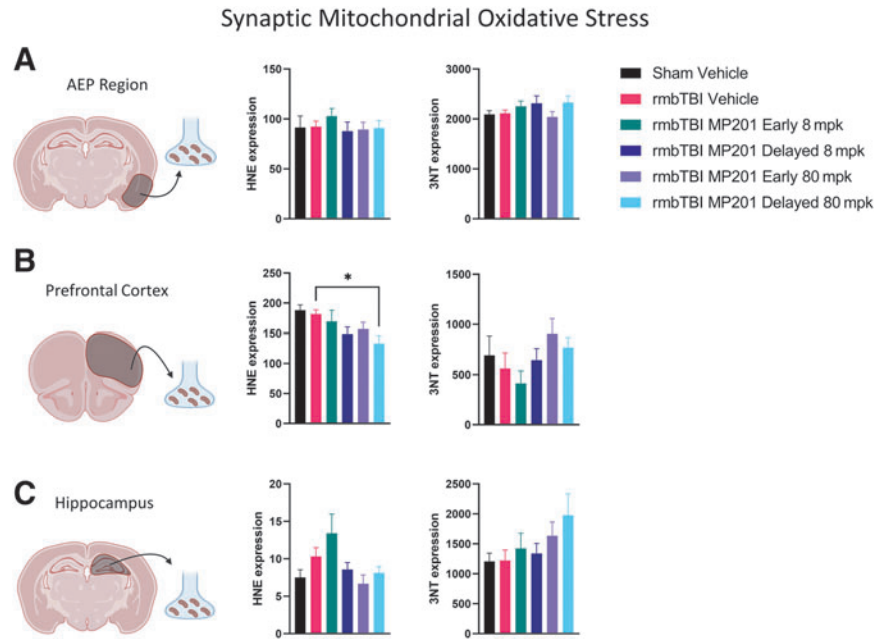 Synaptic Mitochondrial Oxidative Stress
A
AEP Region
HNE expression
150
100
50
0
3NT expression
3000
2500
2000
1500
1000
500
0
Sham Vehicle
rmbTBI Vehicle
rmbTBI MP201 Early 8 mpk
rmbTBI MP201 Delayed 8 mpk
rmbTBI MP201 Early 80 mpk
rmbTBI MP201 Delayed 80 mpk
B
Prefrontal Cortex
HNE expression
250
200
150
100
50
0
*
3NT expression
1500
1000
500
0
C
Hippocampus
HNE expression
20
15
10
5
0
3NT expression
2500
2000
1500
1000
500
0